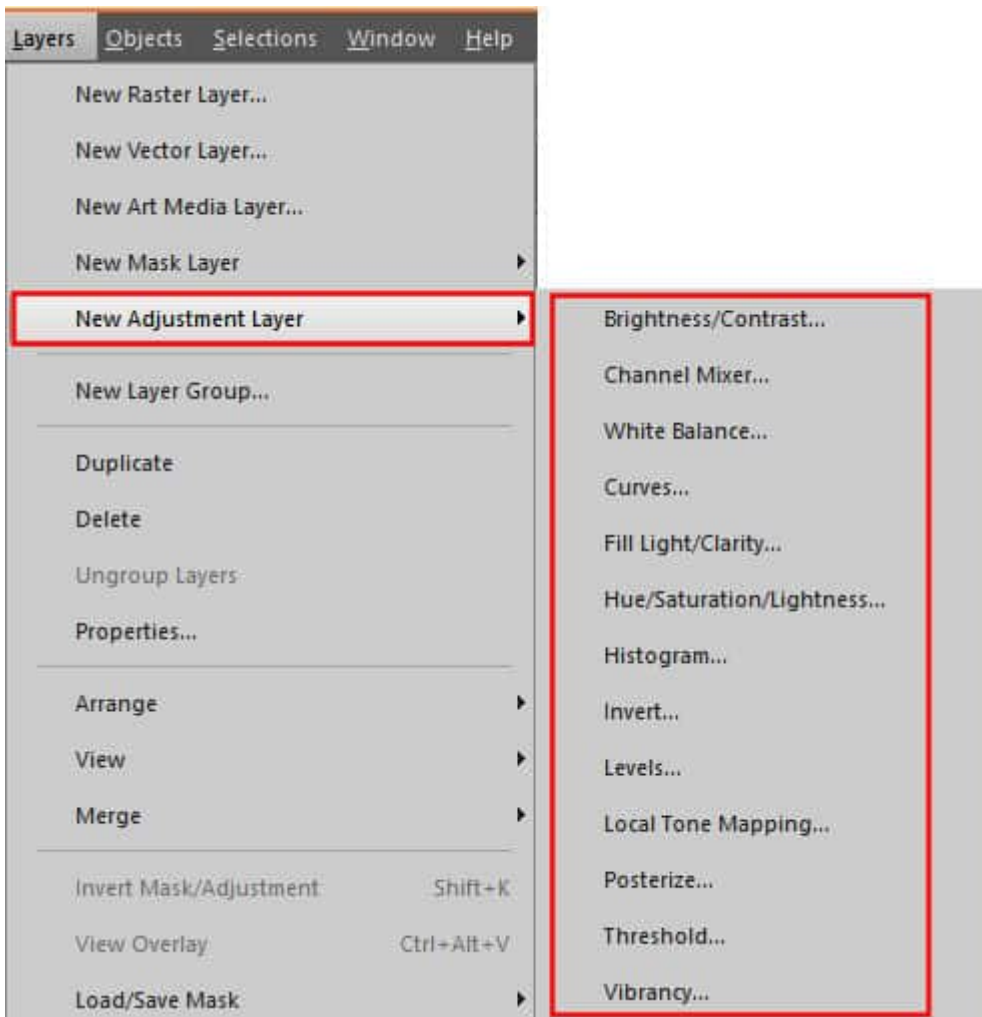 Layers Objects Selections Window Help
New Raster Layer...
New Vector Layer...
New Art Media Layer...
New Mask Layer
New Adjustment Layer
New Layer Group...
Duplicate
Delete
Ungroup Layers
Properties...
Arrange
View
Merge
Invert Mask/Adjustment Shift+K
View Overlay Ctrl+Alt+V
Load/Save Mask
Brightness/Contrast...
Channel Mixer...
White Balance...
Curves...
Fill Light/Clarity...
Hue/Saturation/Lightness...
Histogram...
Invert...
Levels...
Local Tone Mapping...
Posterize...
Threshold...
Vibrancy...